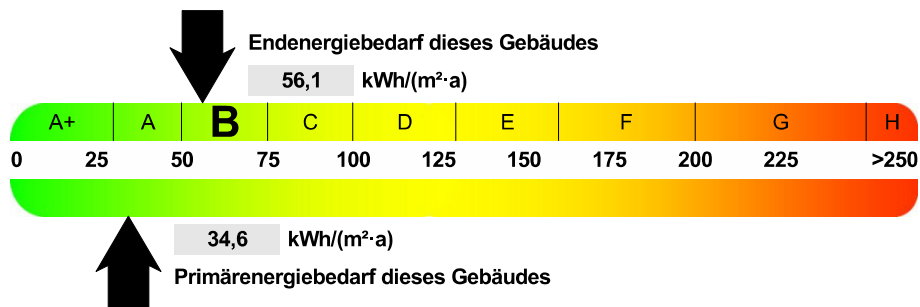 Endenergiebedarf dieses Gebäudes
56,1 kWh/(m²·a)
A+ A B C D E F G H
0 25 50 75 100 125 150 175 200 225 >250
34,6 kWh/(m²·a)
Primärenergiebedarf dieses Gebäudes